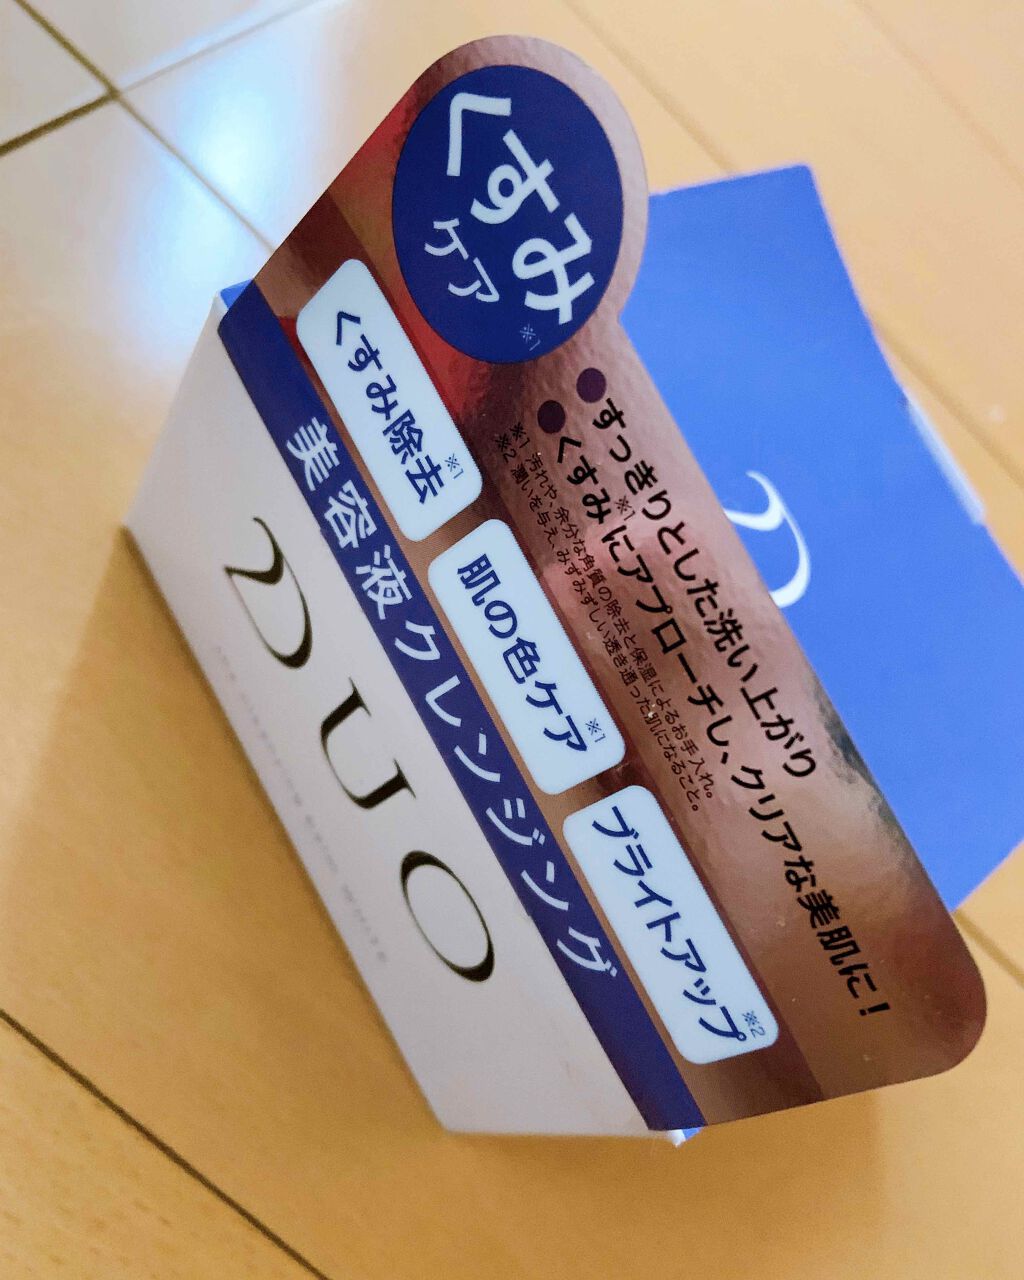 くすみ
ケア
※1
●すっきりとした洗い上がり
●くすみ※1にアプローチし、クリアな美肌に！
※1 汚れや、余分な角質の除去と保湿によるお手入れ。
※2 潤いを与え、みずみずしい透き通った肌になること。
くすみ除去※1
肌の色ケア※1
ブライトアップ※2
美容液クレンジング
DUO
THE CLEANSING BALM WHITE
D